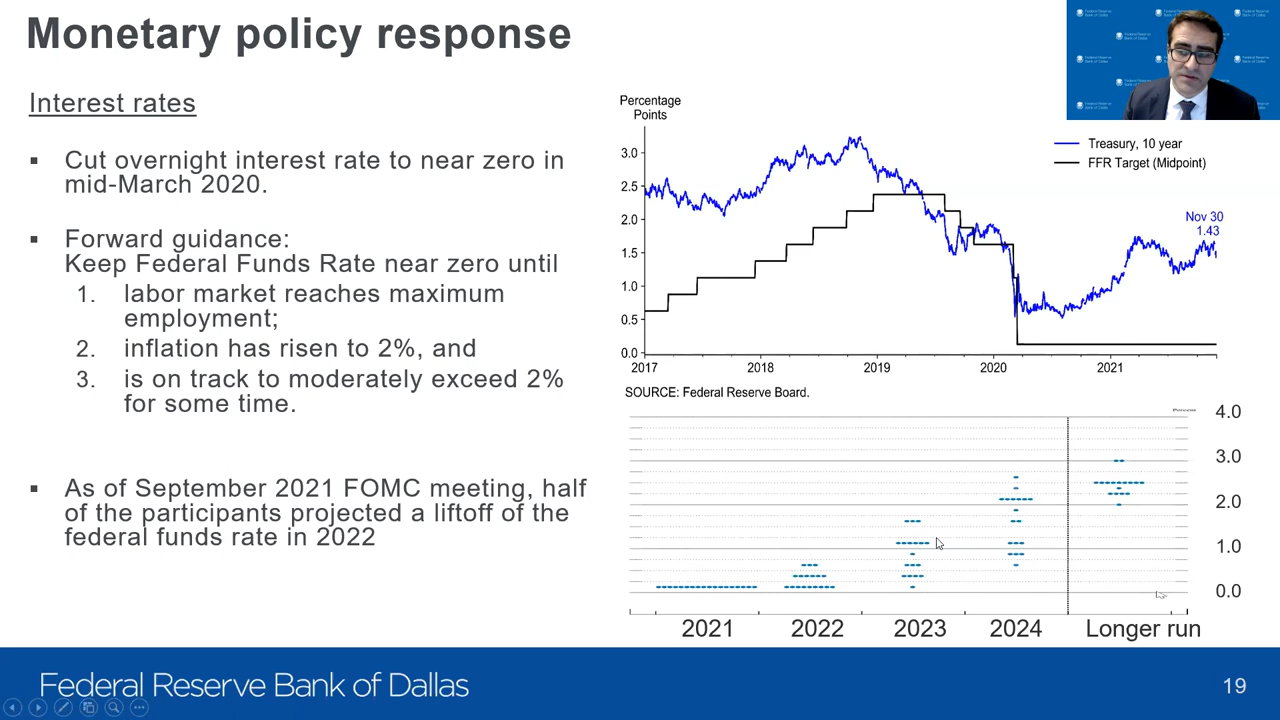 Monetary policy response
Interest rates
▪ Cut overnight interest rate to near zero in
mid-March 2020.
▪ Forward guidance:
Keep Federal Funds Rate near zero until
1. labor market reaches maximum
employment;
2. inflation has risen to 2%, and
3. is on track to moderately exceed 2%
for some time.
▪ As of September 2021 FOMC meeting, half
of the participants projected a liftoff of the
federal funds rate in 2022
Percentage
Points
3.0
2.5
2.0
1.5
1.0
0.5
0.0
2017 2018 2019 2020 2021
Treasury, 10 year
FFR Target (Midpoint)
Nov 30
1.43
SOURCE: Federal Reserve Board.
Percent
4.0
3.0
2.0
1.0
0.0
2021 2022 2023 2024 Longer run
Federal Reserve Bank of Dallas
19
Federal Reserve
Bank of Dallas